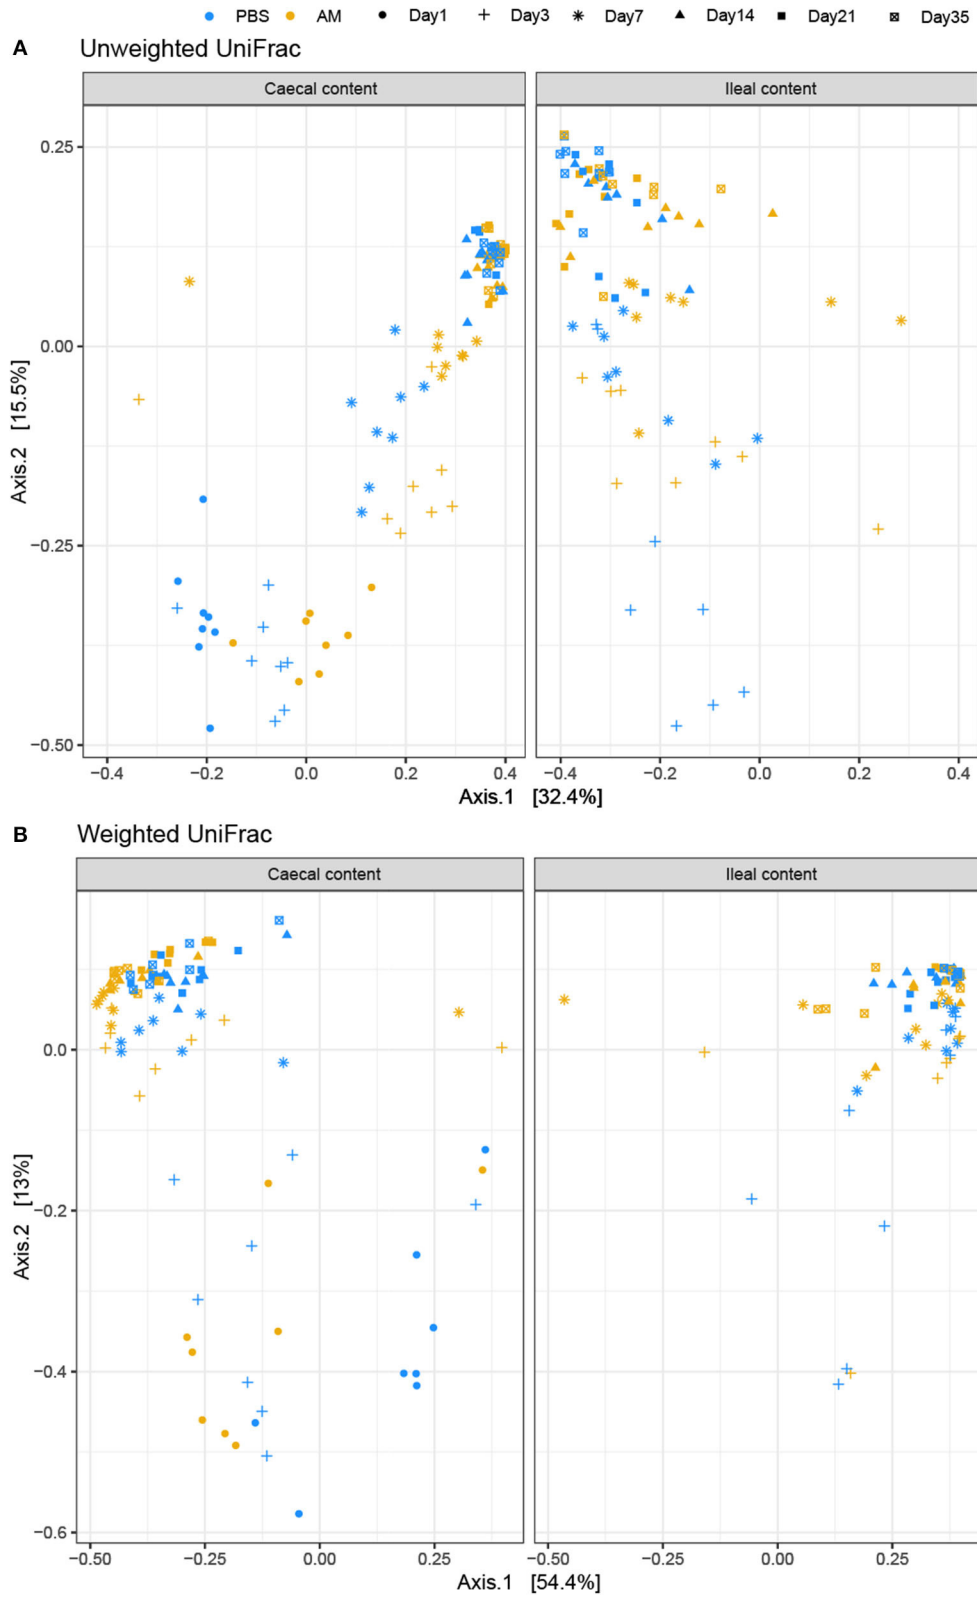 PBS AM Day1 Day3 Day7 Day14 Day21 Day35
A Unweighted UniFrac
Caecal content Ileal content
0.25
0.00
−0.25
−0.50
Axis.2 [15.5%]
−0.4 −0.2 0.0 0.2 0.4 −0.4 −0.2 0.0 0.2 0.4
Axis.1 [32.4%]
B Weighted UniFrac
Caecal content Ileal content
0.0
−0.2
−0.4
−0.6
Axis.2 [13%]
−0.50 −0.25 0.00 0.25 −0.50 −0.25 0.00 0.25
Axis.1 [54.4%]